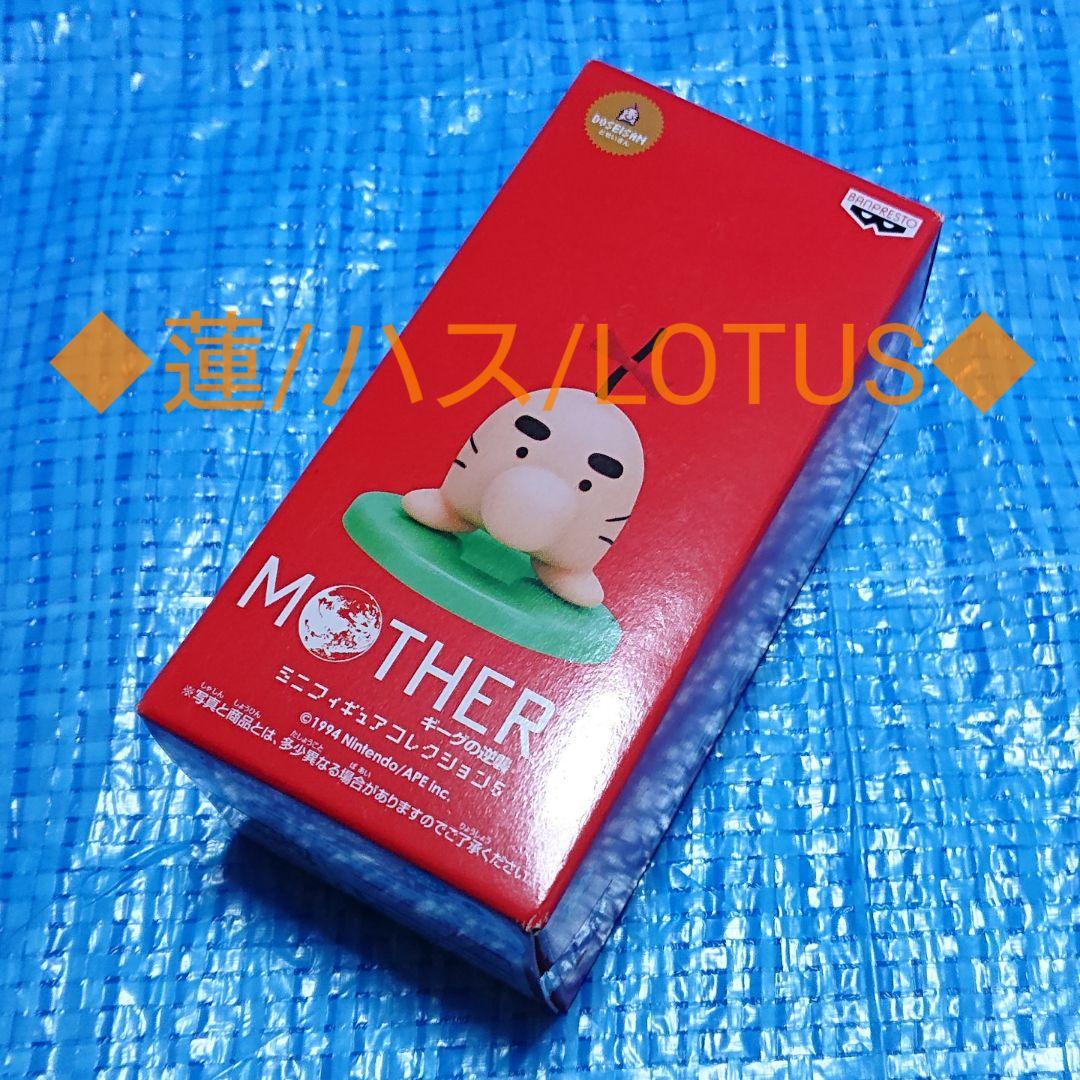 DOSEISAN
どせいさん
BANPRESTO
◆蓮/ハス/LOTUS◆
MOTHER
ギーグの逆襲
ミニフィギュアコレクション5
©1994 Nintendo/APE inc.
※写真と商品とは、多少異なる場合がありますのでご了承ください。